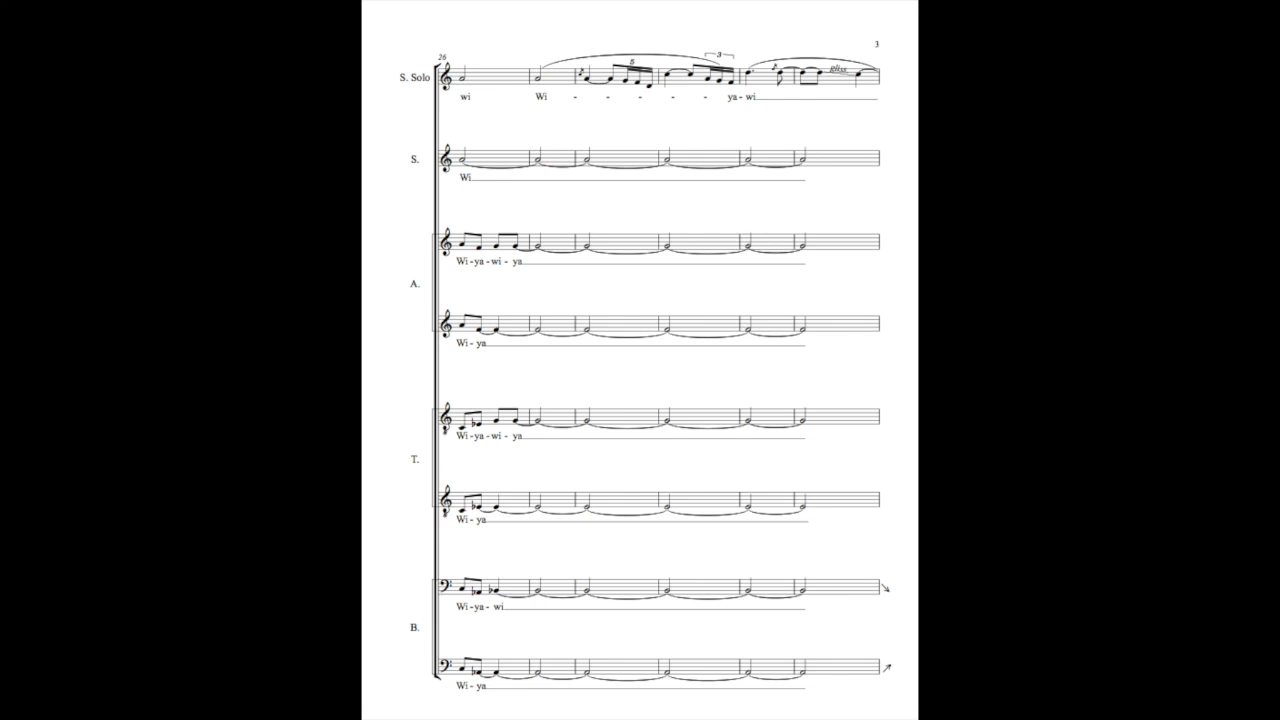 3
26
S. Solo
5
3
gliss.
wi Wi - - - - - ya - wi
S.
Wi
Wi - ya - wi - ya
A.
Wi - ya
Wi - ya - wi - ya
T.
Wi - ya
Wi - ya - wi
B.
Wi - ya